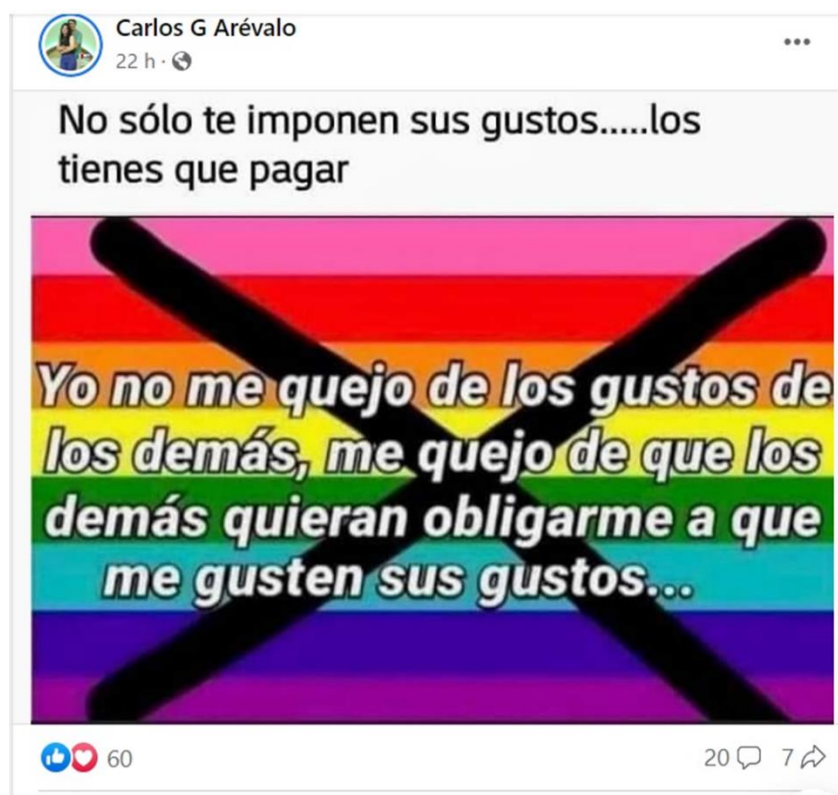 Carlos G Arévalo
22 h ·
No sólo te imponen sus gustos.....los
tienes que pagar
Yo no me quejo de los gustos de
los demás, me quejo de que los
demás quieran obligarme a que
me gusten sus gustos...
60
20
7